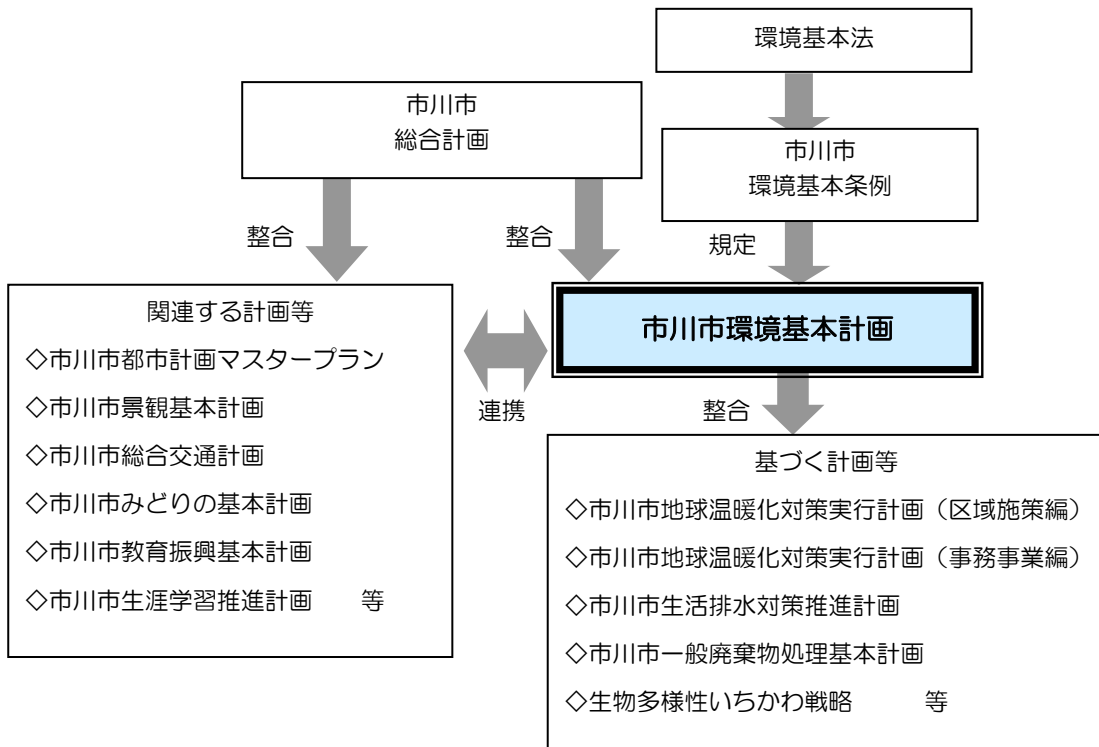 環境基本法
市川市
総合計画
市川市
環境基本条例
整合
整合
規定
関連する計画等
◇市川市都市計画マスタープラン
◇市川市景観基本計画
◇市川市総合交通計画
◇市川市みどりの基本計画
◇市川市教育振興基本計画
◇市川市生涯学習推進計画　　等
連携
市川市環境基本計画
整合
基づく計画等
◇市川市地球温暖化対策実行計画（区域施策編）
◇市川市地球温暖化対策実行計画（事務事業編）
◇市川市生活排水対策推進計画
◇市川市一般廃棄物処理基本計画
◇生物多様性いちかわ戦略　　　等